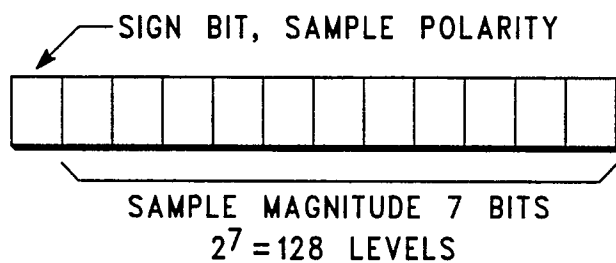 SIGN BIT, SAMPLE POLARITY
SAMPLE MAGNITUDE 7 BITS
2⁷=128 LEVELS